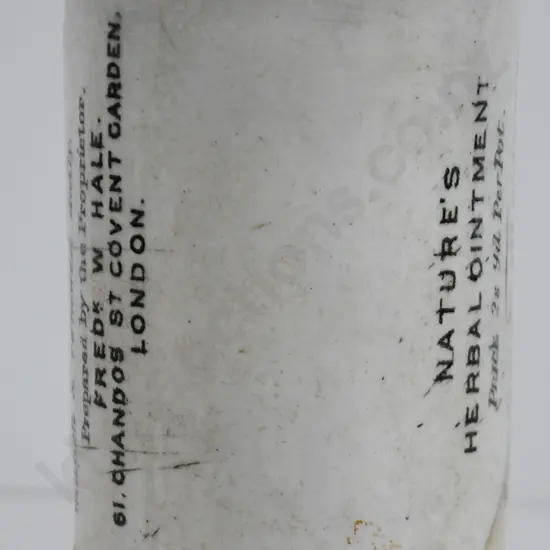 Prepared by the Proprietor.
FREDK W HALE.
61. CHANDOS ST COVENT GARDEN.
LONDON.
NATURE'S
HERBAL OINTMENT
2s 9d. Per Pot.